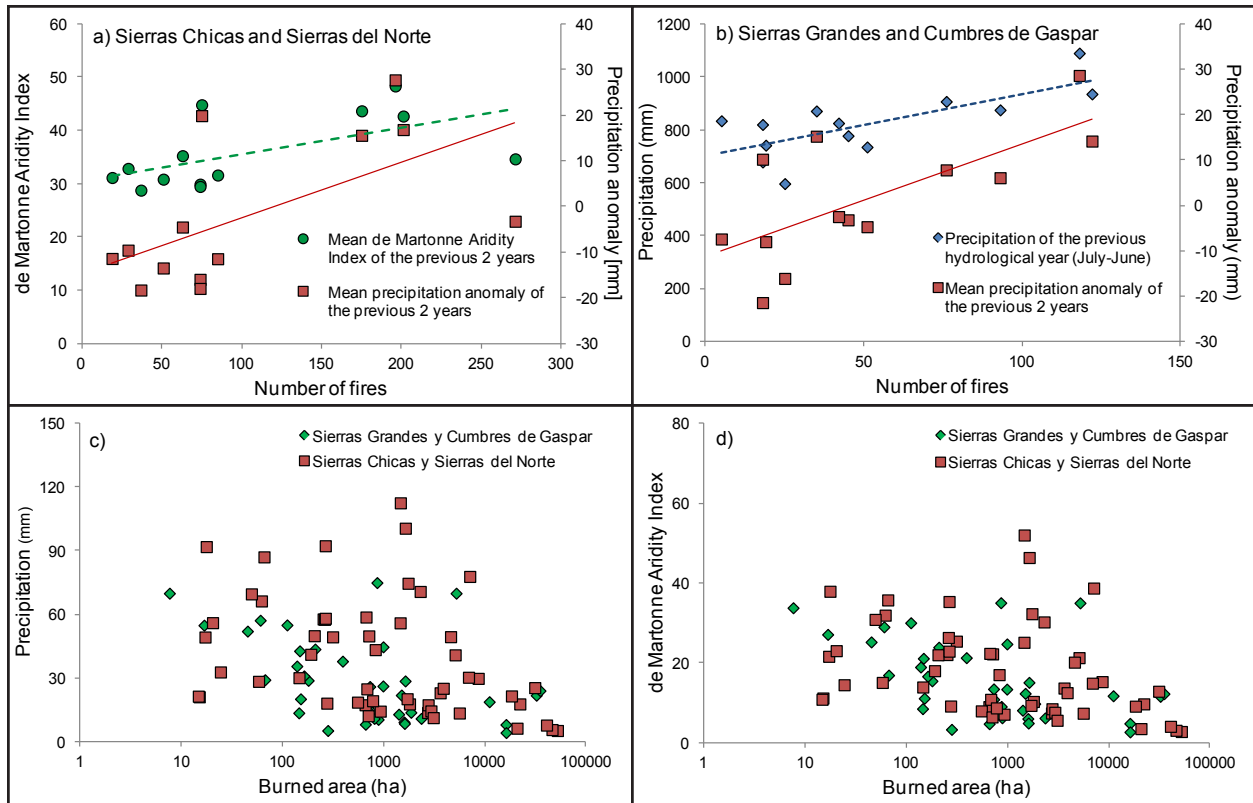 a) Sierras Chicas and Sierras del Norte
de Martonne Aridity Index
60
50
40
30
20
10
0
Precipitation anomaly [mm]
40
30
20
10
0
-10
-20
-30
Mean de Martonne Aridity
Index of the previous 2 years
Mean precipitation anomaly of
the previous 2 years
0 50 100 150 200 250 300
Number of fires
b) Sierras Grandes and Cumbres de Gaspar
Precipitation (mm)
1200
1000
800
600
400
200
0
Precipitation anomaly (mm)
40
30
20
10
0
-10
-20
-30
Precipitation of the previous
hydrological year (July-June)
Mean precipitation anomaly of
the previous 2 years
0 50 100 150
Number of fires
c)
Sierras Grandes y Cumbres de Gaspar
Sierras Chicas y Sierras del Norte
Precipitation (mm)
150
120
90
60
30
0
1 10 100 1000 10000 100000
Burned area (ha)
d)
Sierras Grandes y Cumbres de Gaspar
Sierras Chicas y Sierras del Norte
de Martonne Aridity Index
80
60
40
20
0
1 10 100 1000 10000 100000
Burned area (ha)